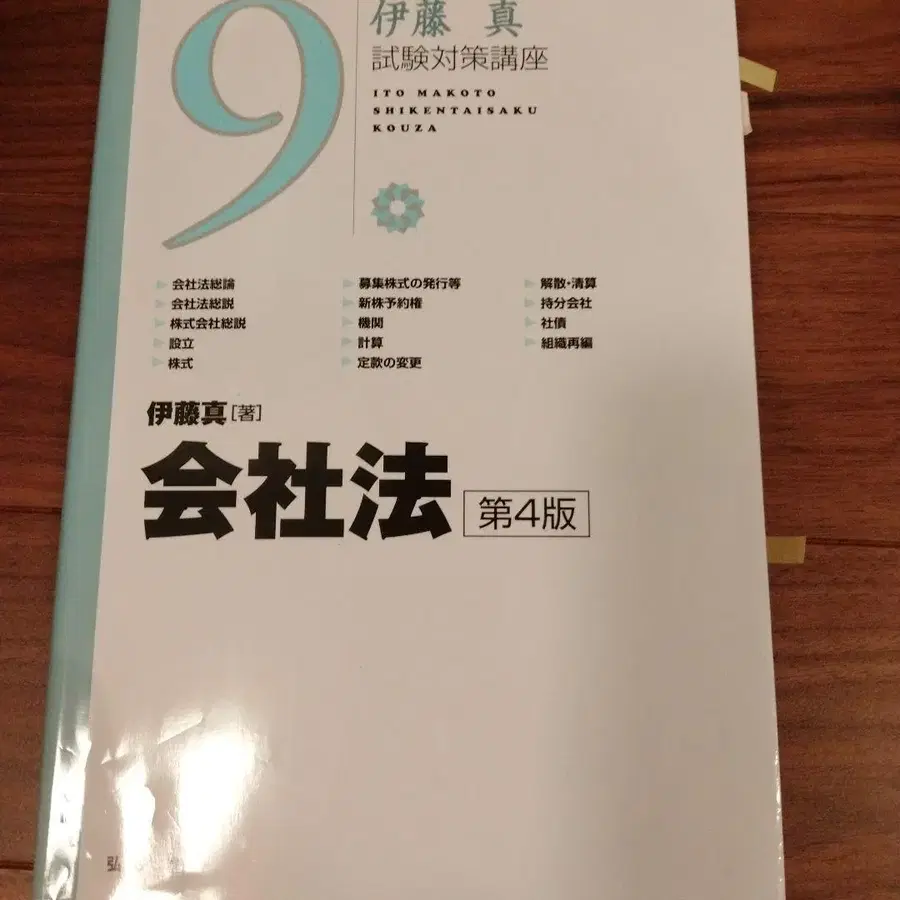 9
伊藤 真
試験対策講座
ITO MAKOTO
SHIKENTAISAKU
KOUZA
会社法総論
会社法総説
株式会社総説
設立
株式
募集株式の発行等
新株予約権
機関
計算
定款の変更
解散・清算
持分会社
社債
組織再編
伊藤真[著]
会社法 第4版
弘